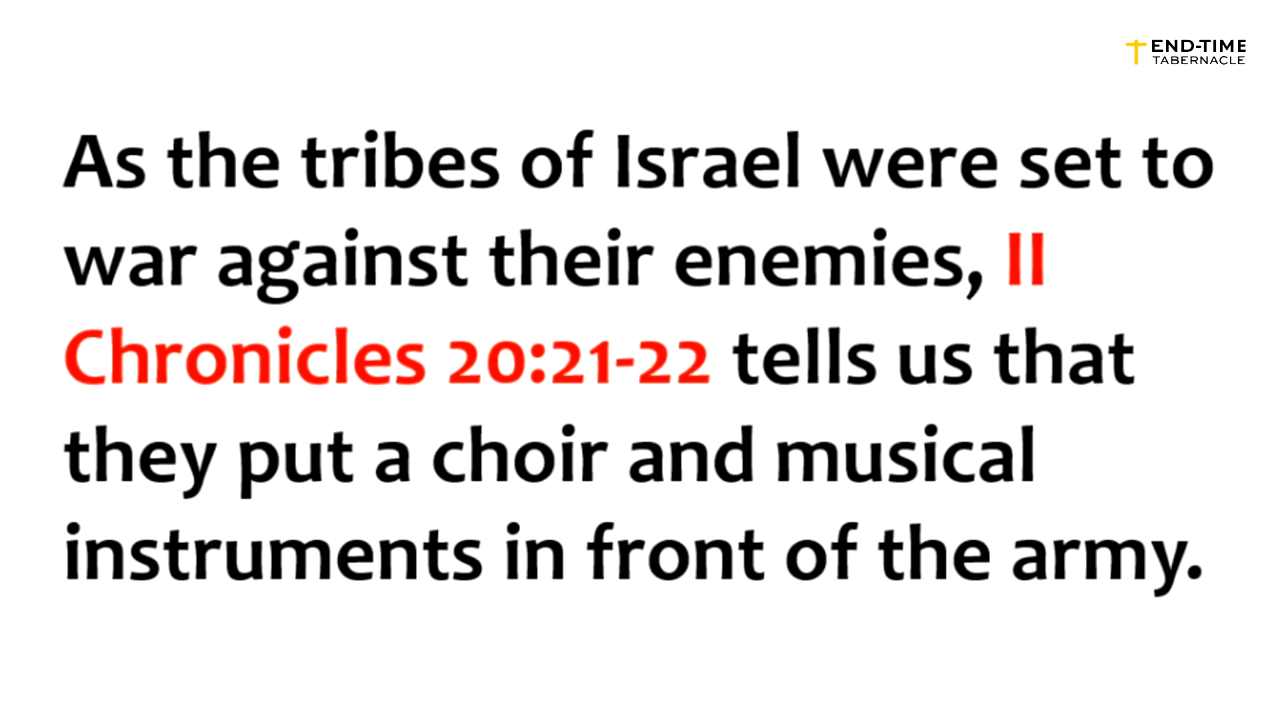 END-TIME
TABERNACLE
As the tribes of Israel were set to
war against their enemies, II
Chronicles 20:21-22 tells us that
they put a choir and musical
instruments in front of the army.